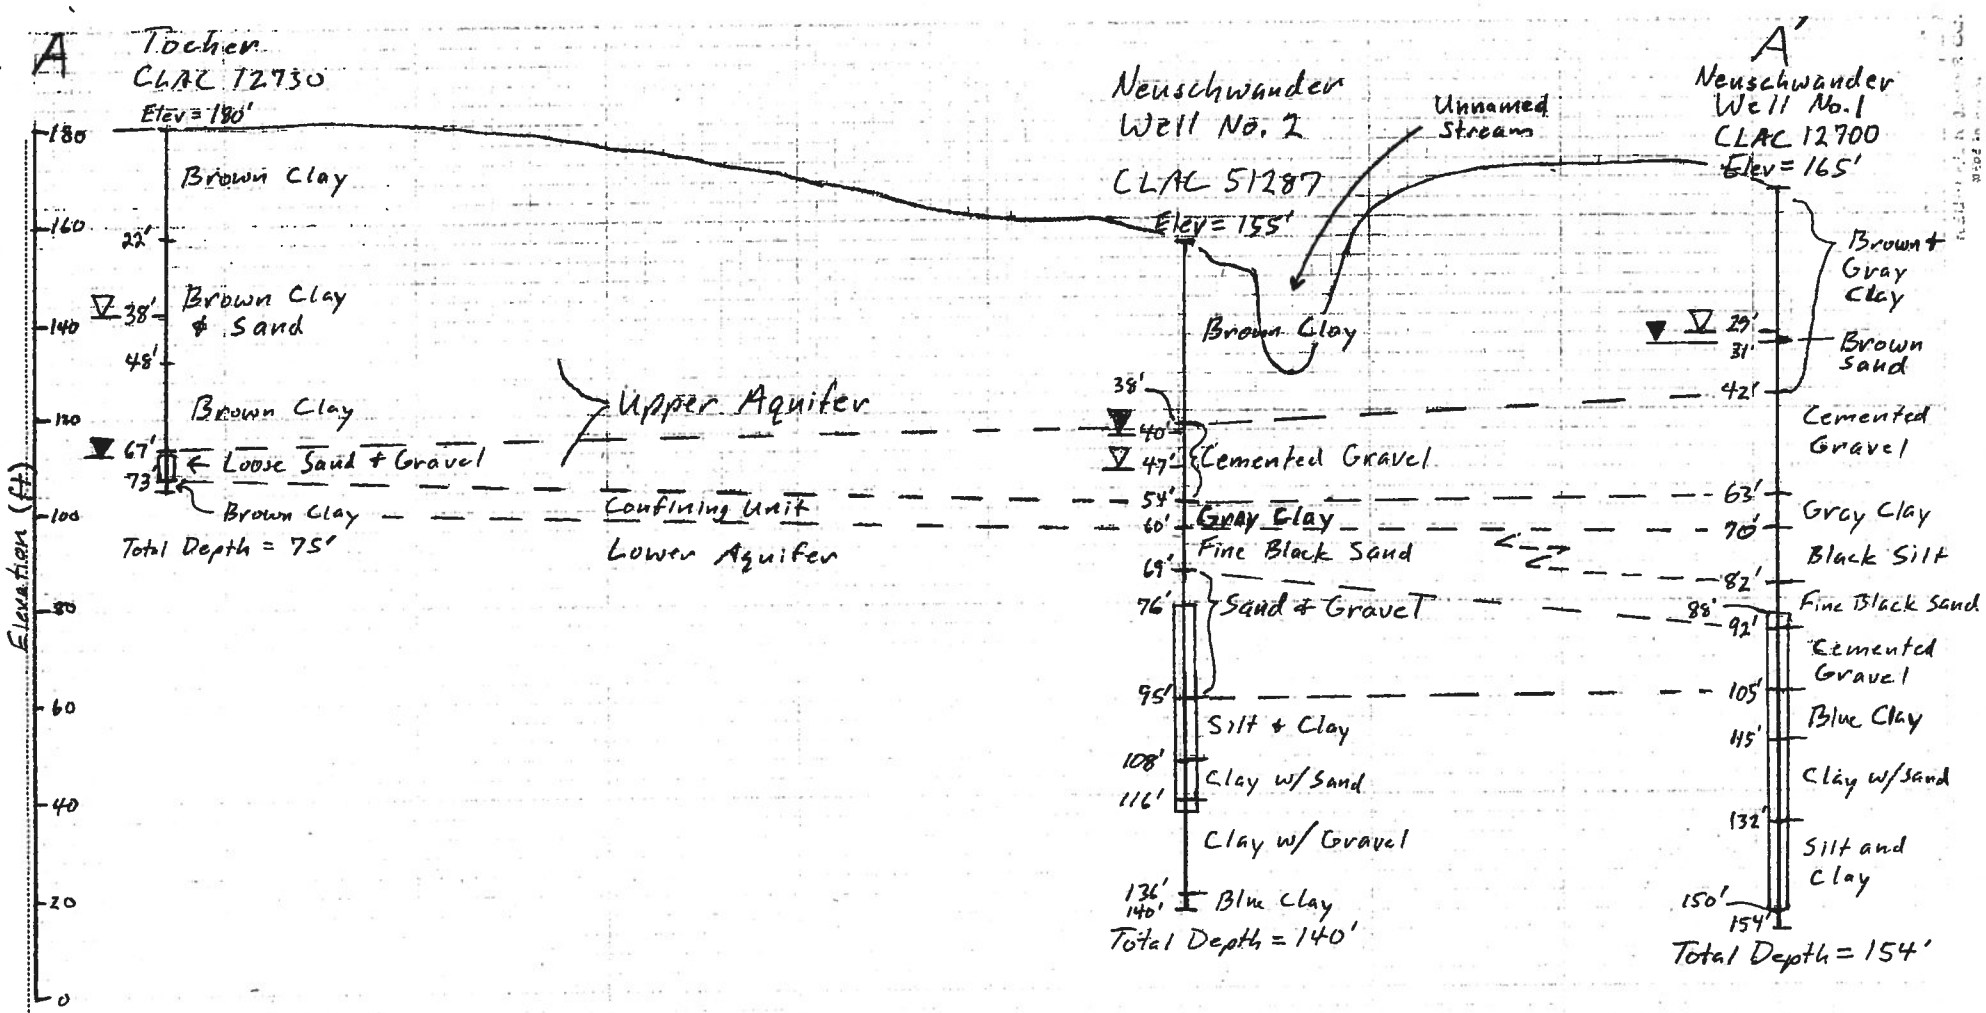 A
Tocher
CLAC 12730
Elev = 180'
Neuschwander
Well No. 2
CLAC 51287
Elev = 155'
Unnamed
Stream
A'
Neuschwander
Well No. 1
CLAC 12700
Elev = 165'
Elevation (ft)
180
160
140
120
100
80
60
40
20
0
Brown Clay
22'
Brown Clay
& Sand
38'
48'
Brown Clay
67'
← Loose Sand & Gravel
73'
Brown Clay
Total Depth = 75'
Upper Aquifer
Confining Unit
Lower Aquifer
Brown Clay
38'
40'
47'
Cemented Gravel
54'
Gray Clay
60'
Fine Black Sand
69'
76'
Sand & Gravel
95'
Silt & Clay
108'
Clay w/ Sand
116'
Clay w/ Gravel
136'
140'
Blue Clay
Total Depth = 140'
Brown &
Gray
Clay
29'
31'
Brown
Sand
42'
Cemented
Gravel
63'
Gray Clay
70'
Black Silt
82'
Fine Black Sand
88'
92'
Cemented
Gravel
105'
Blue Clay
115'
Clay w/ Sand
132'
Silt and
Clay
150'
154'
Total Depth = 154'